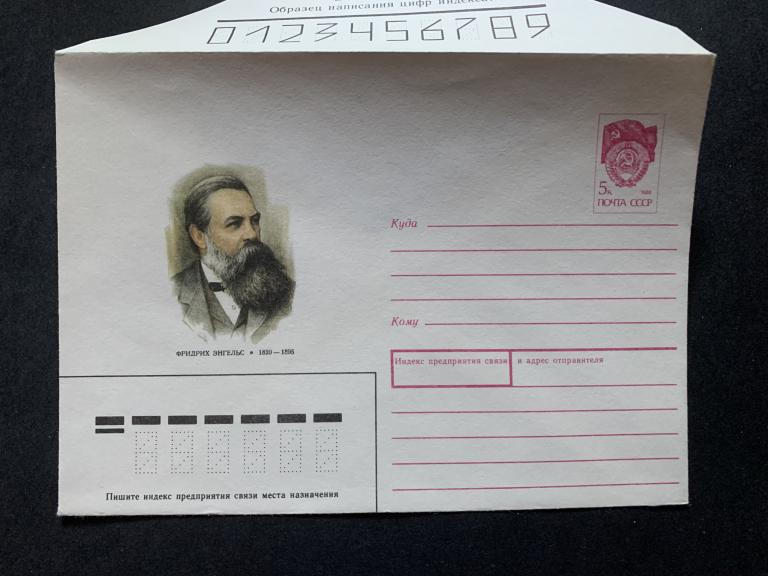 Образец написания цифр индекса:
0123456789
5к 1988
ПОЧТА СССР
Куда
Кому
ФРИДРИХ ЭНГЕЛЬС • 1820—1895
Индекс предприятия связи и адрес отправителя
Пишите индекс предприятия связи места назначения